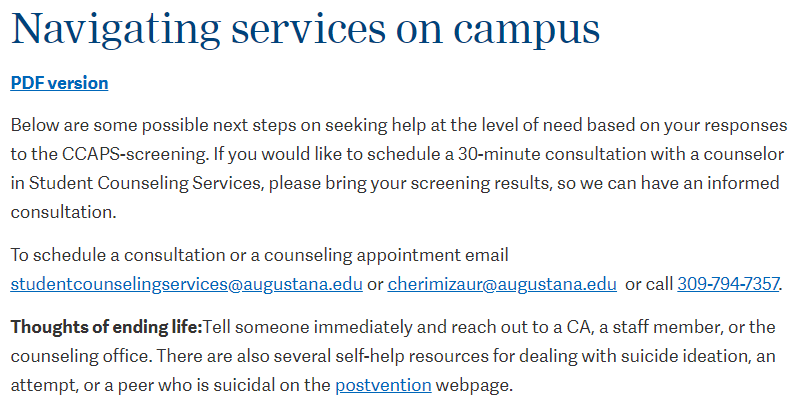 Navigating services on campus
PDF version
Below are some possible next steps on seeking help at the level of need based on your responses
to the CCAPS-screening. If you would like to schedule a 30-minute consultation with a counselor
in Student Counseling Services, please bring your screening results, so we can have an informed
consultation.
To schedule a consultation or a counseling appointment email
studentcounselingservices@augustana.edu or cherimizaur@augustana.edu or call 309-794-7357.
Thoughts of ending life:Tell someone immediately and reach out to a CA, a staff member, or the
counseling office. There are also several self-help resources for dealing with suicide ideation, an
attempt, or a peer who is suicidal on the postvention webpage.